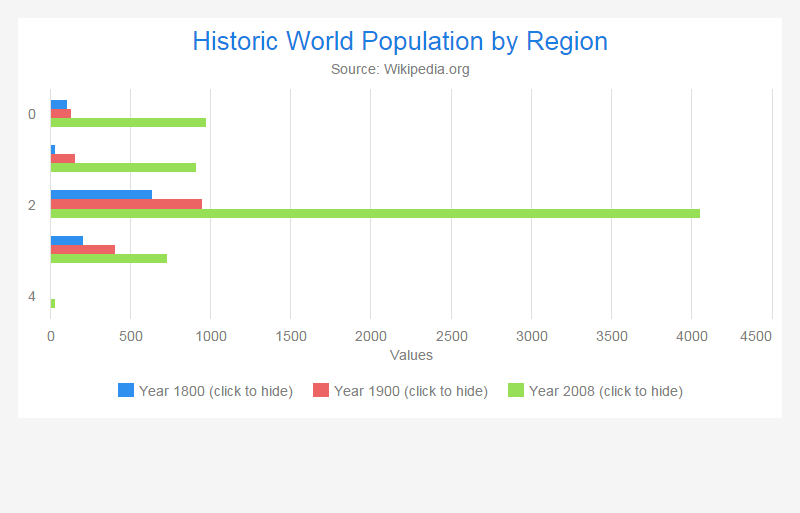 Historic World Population by Region
Source: Wikipedia.org
0
2
4
0 500 1000 1500 2000 2500 3000 3500 4000 4500
Values
Year 1800 (click to hide) Year 1900 (click to hide) Year 2008 (click to hide)